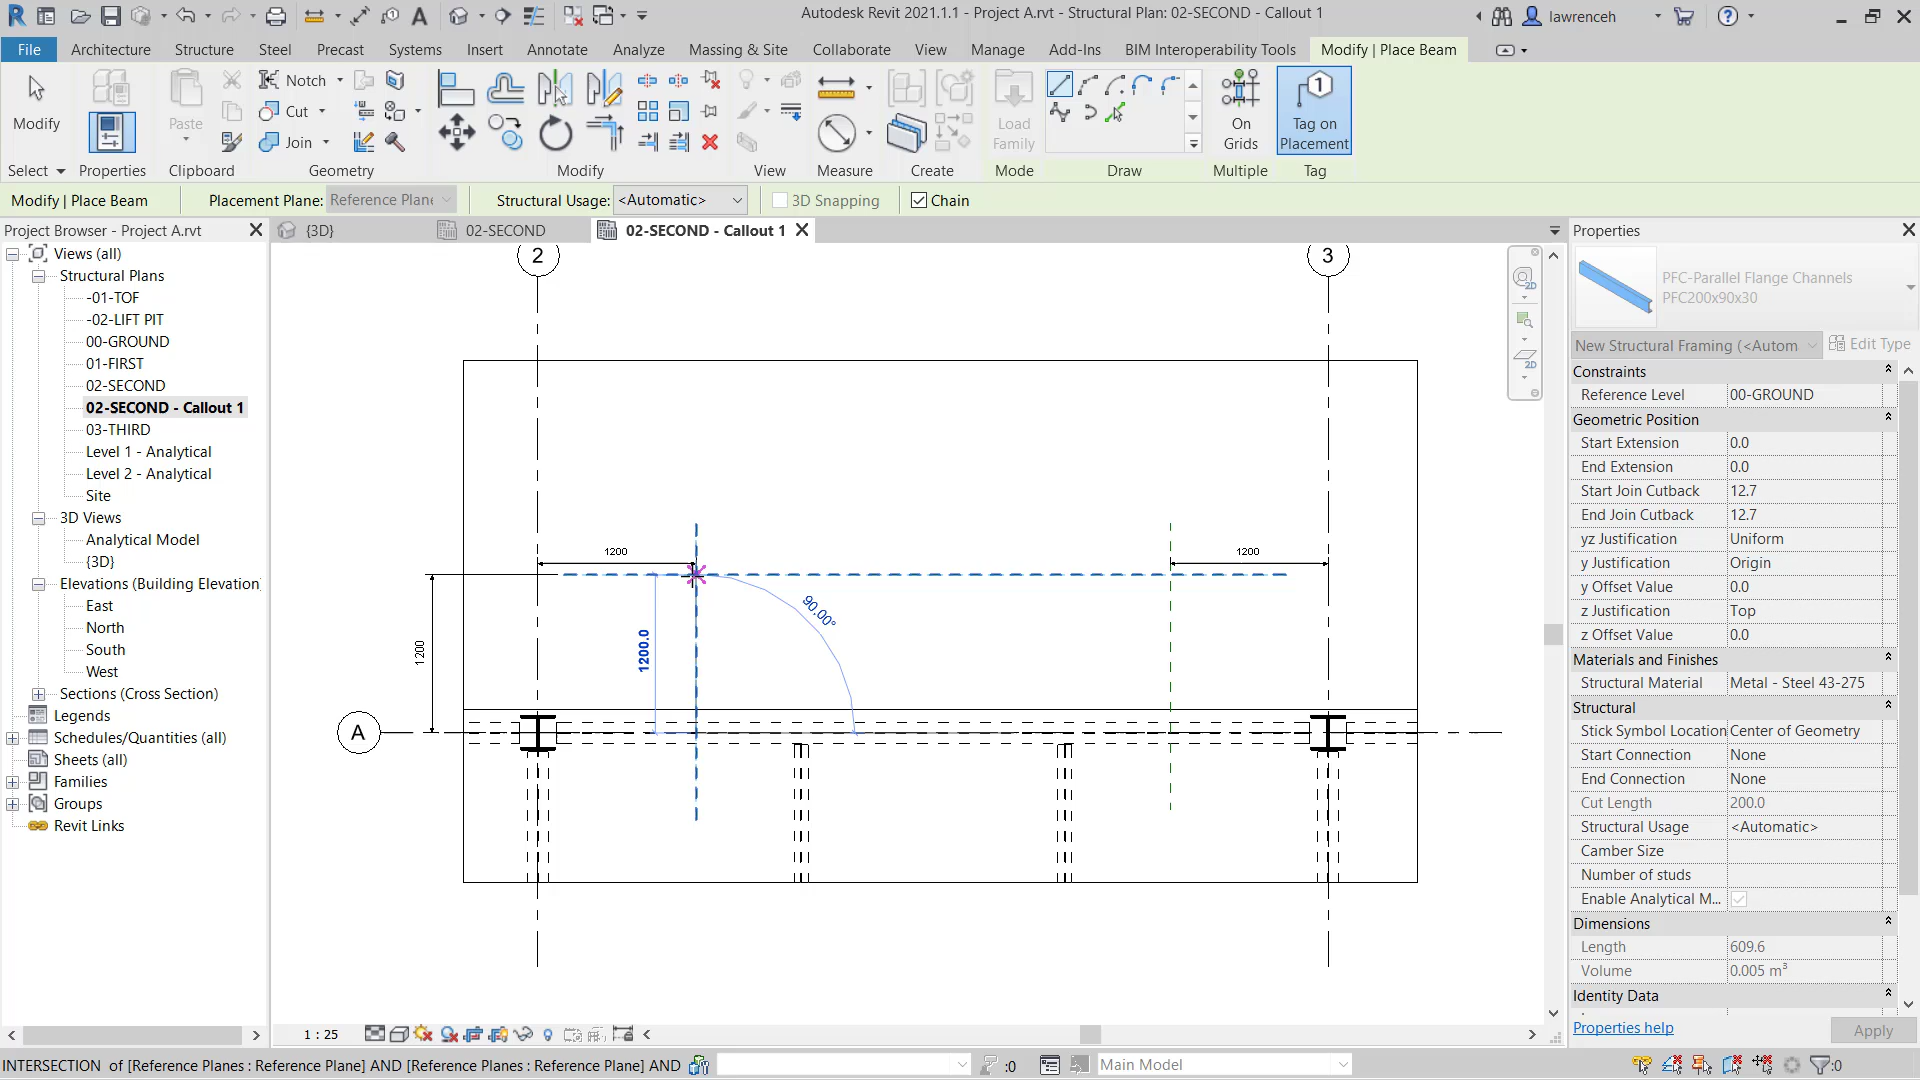 Autodesk Revit 2021.1.1 - Project A.rvt - Structural Plan: 02-SECOND - Callout 1
lawrenceh
File Architecture Structure Steel Precast Systems Insert Annotate Analyze Massing & Site Collaborate View Manage Add-Ins BIM Interoperability Tools Modify | Place Beam
Modify
Paste
Notch
Cut
Join
Load Family
On Grids
Tag on Placement
Select Properties Clipboard Geometry Modify View Measure Create Mode Draw Multiple Tag
Modify | Place Beam Placement Plane: Reference Plane Structural Usage: <Automatic> 3D Snapping Chain
Project Browser - Project A.rvt
{3D}
02-SECOND
02-SECOND - Callout 1
Views (all)
Structural Plans
-01-TOF
-02-LIFT PIT
00-GROUND
01-FIRST
02-SECOND
02-SECOND - Callout 1
03-THIRD
Level 1 - Analytical
Level 2 - Analytical
Site
3D Views
Analytical Model
{3D}
Elevations (Building Elevation)
East
North
South
West
Sections (Cross Section)
Legends
Schedules/Quantities (all)
Sheets (all)
Families
Groups
Revit Links
2
3
1200
1200
1200
1200.0
90.00°
A
2D
2D
Properties
PFC-Parallel Flange Channels
PFC200x90x30
New Structural Framing (<Autom
Edit Type
Constraints
Reference Level 00-GROUND
Geometric Position
Start Extension 0.0
End Extension 0.0
Start Join Cutback 12.7
End Join Cutback 12.7
yz Justification Uniform
y Justification Origin
y Offset Value 0.0
z Justification Top
z Offset Value 0.0
Materials and Finishes
Structural Material Metal - Steel 43-275
Structural
Stick Symbol Location Center of Geometry
Start Connection None
End Connection None
Cut Length 200.0
Structural Usage <Automatic>
Camber Size
Number of studs
Enable Analytical M...
Dimensions
Length 609.6
Volume 0.005 m³
Identity Data
Properties help
Apply
1 : 25
INTERSECTION of [Reference Planes : Reference Plane] AND [Reference Planes : Reference Plane] AND
:0
Main Model
:0